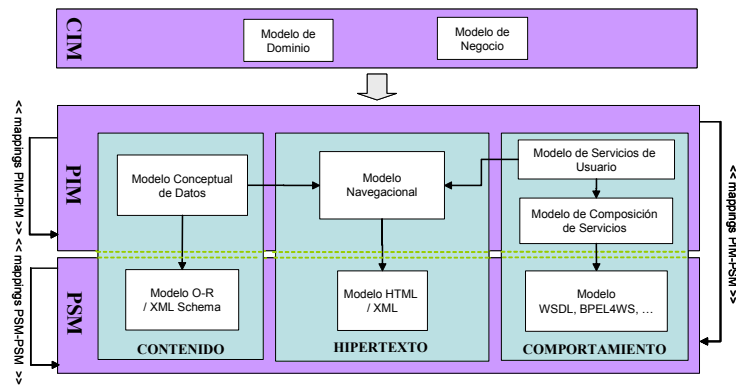 CIM
Modelo de
Dominio
Modelo de
Negocio
<< mappings PIM-PIM >>
PIM
Modelo Conceptual
de Datos
Modelo
Navegacional
Modelo de Servicios de
Usuario
Modelo de Composición
de Servicios
<< mappings PIM-PSM >>
<< mappings PSM-PSM >>
PSM
Modelo O-R
/ XML Schema
Modelo HTML
/ XML
Modelo
WSDL, BPEL4WS, …
CONTENIDO
HIPERTEXTO
COMPORTAMIENTO